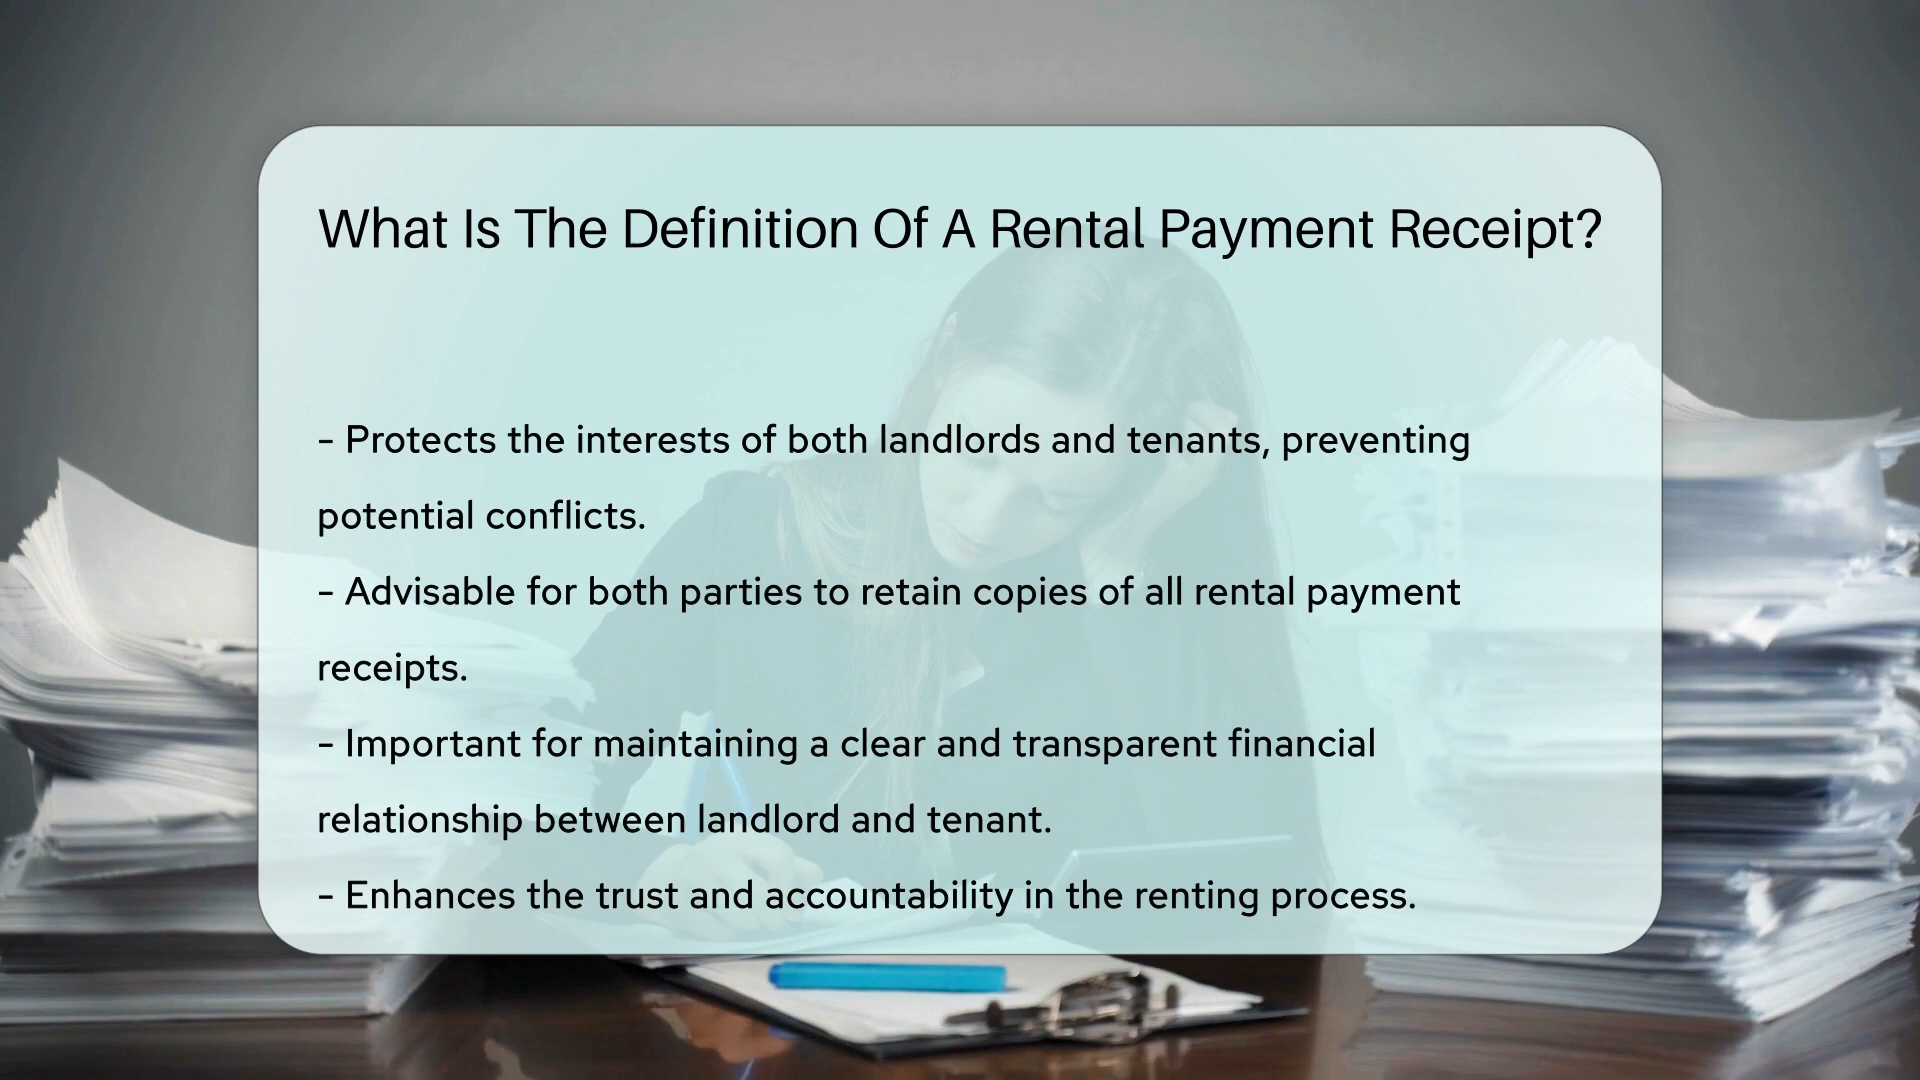 What Is The Definition Of A Rental Payment Receipt?
– Protects the interests of both landlords and tenants, preventing
potential conflicts.
– Advisable for both parties to retain copies of all rental payment
receipts.
– Important for maintaining a clear and transparent financial
relationship between landlord and tenant.
– Enhances the trust and accountability in the renting process.